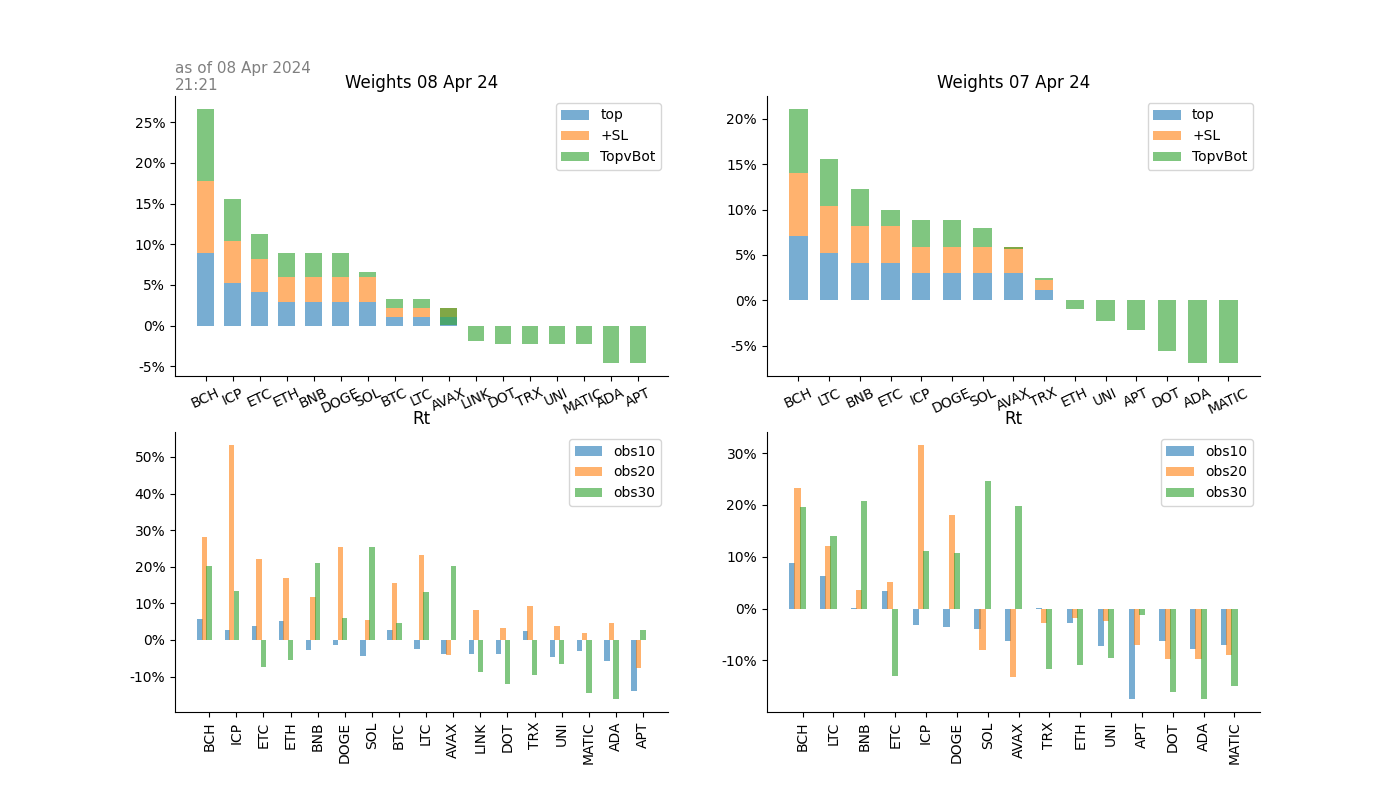 as of 08 Apr 2024
21:21
Weights 08 Apr 24
25%
20%
15%
10%
5%
0%
-5%
top
+SL
TopvBot
BCH ICP ETC ETH BNB DOGE SOL BTC LTC AVAX LINK DOT TRX UNI MATIC ADA APT
Weights 07 Apr 24
20%
15%
10%
5%
0%
-5%
top
+SL
TopvBot
BCH LTC BNB ETC ICP DOGE SOL AVAX TRX ETH UNI APT DOT ADA MATIC
Rt
50%
40%
30%
20%
10%
0%
-10%
obs10
obs20
obs30
BCH ICP ETC ETH BNB DOGE SOL BTC LTC AVAX LINK DOT TRX UNI MATIC ADA APT
Rt
30%
20%
10%
0%
-10%
obs10
obs20
obs30
BCH LTC BNB ETC ICP DOGE SOL AVAX TRX ETH UNI APT DOT ADA MATIC